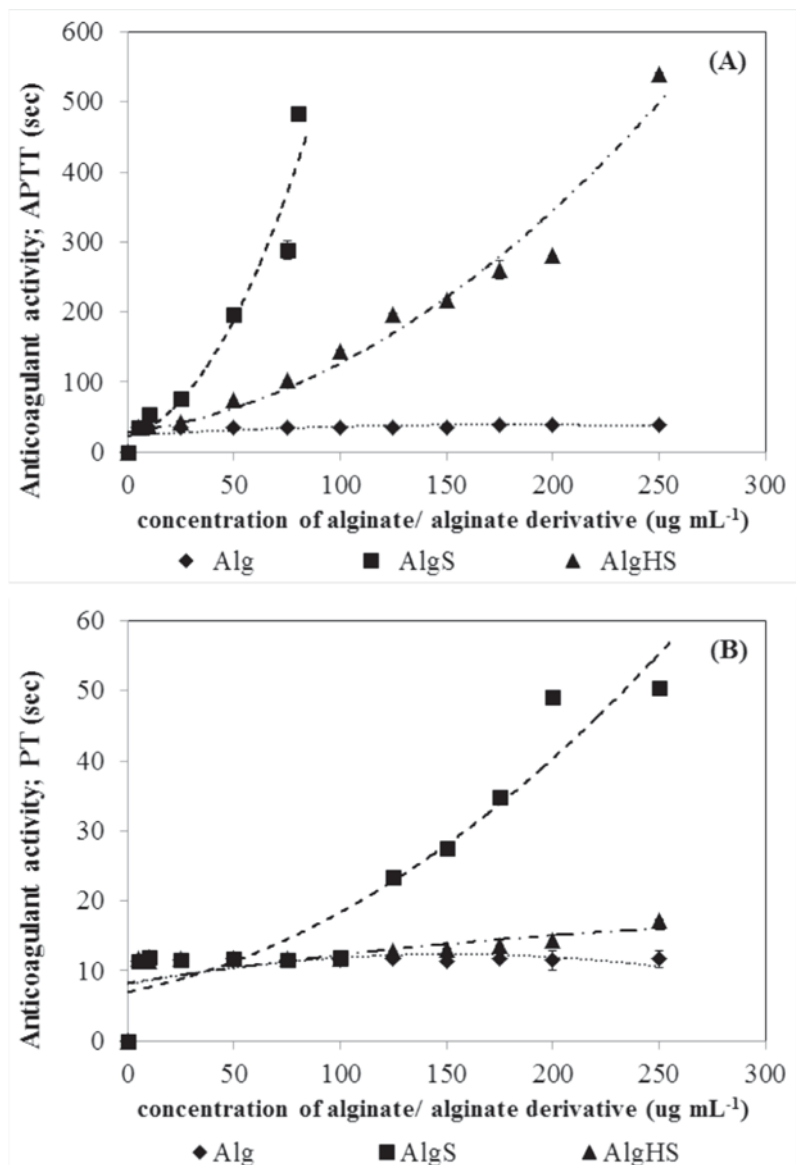 (A)
Anticoagulant activity; APTT (sec)
600
500
400
300
200
100
0
0 50 100 150 200 250 300
concentration of alginate/ alginate derivative (ug mL⁻¹)
Alg AlgS AlgHS
(B)
Anticoagulant activity; PT (sec)
60
50
40
30
20
10
0
0 50 100 150 200 250 300
concentration of alginate/ alginate derivative (ug mL⁻¹)
Alg AlgS AlgHS